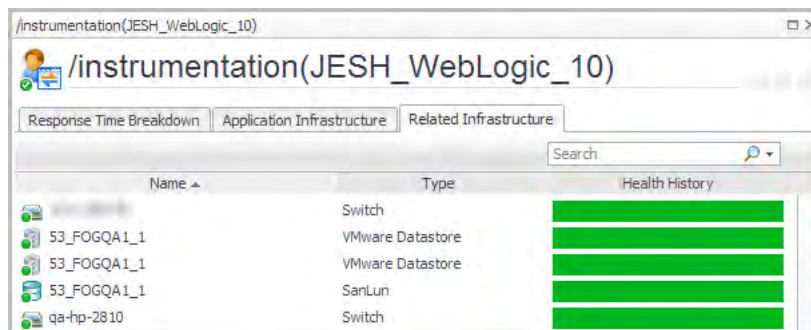 /instrumentation(JESH_WebLogic_10)
/instrumentation(JESH_WebLogic_10)
Response Time Breakdown Application Infrastructure Related Infrastructure
Search
Name Type Health History
Switch
53_FOGQA1_1 VMware Datastore
53_FOGQA1_1 VMware Datastore
53_FOGQA1_1 SanLun
qa-hp-2810 Switch